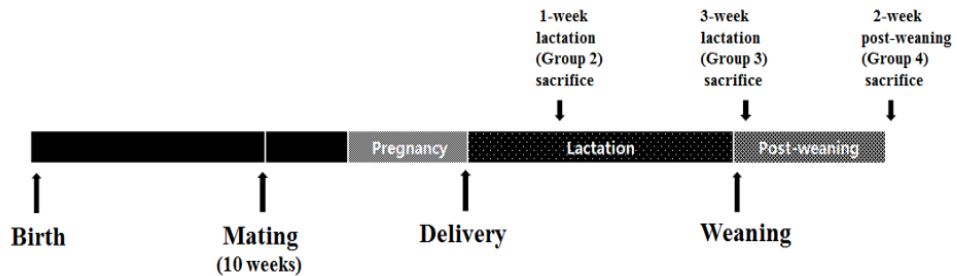 1-week
lactation
(Group 2)
sacrifice
3-week
lactation
(Group 3)
sacrifice
2-week
post-weaning
(Group 4)
sacrifice
Pregnancy
Lactation
Post-weaning
Birth
Mating
(10 weeks)
Delivery
Weaning